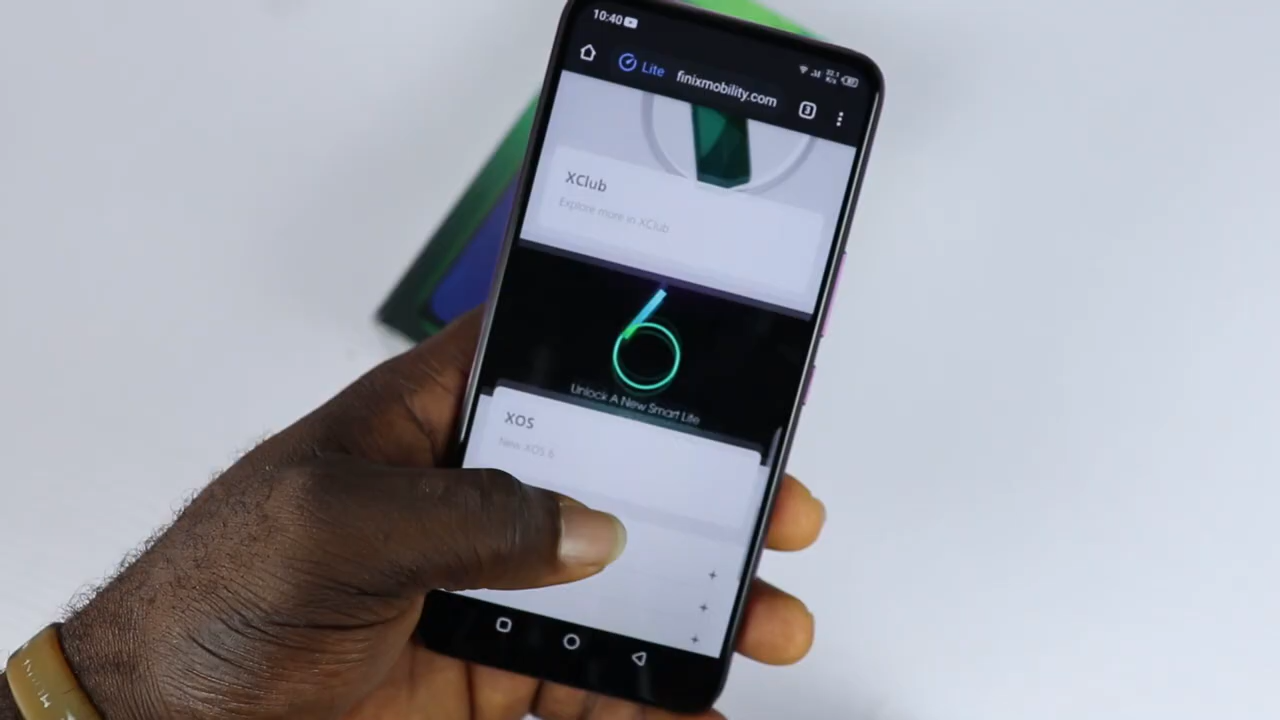 10:40
Lite finixmobility.com 3
XClub
Explore more in XClub
6
Unlock A New Smart Life
XOS
New XOS 6